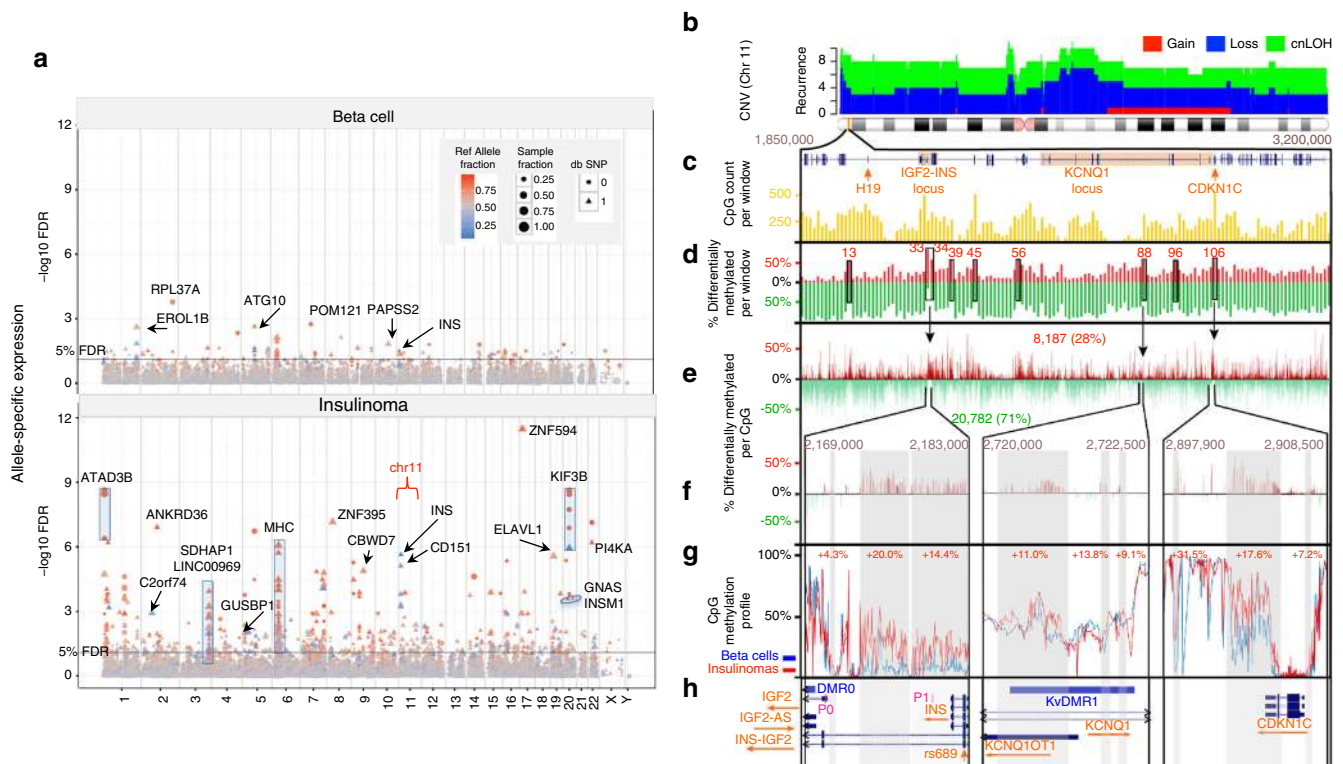 a
Beta cell
Allele-specific expression
−log10 FDR
12
9
6
3
5% FDR
0
Ref Allele fraction
0.75
0.50
0.25
Sample fraction
0.25
0.50
0.75
1.00
db SNP
0
1
RPL37A
EROL1B
ATG10
POM121
PAPSS2
INS
Insulinoma
−log10 FDR
12
9
6
3
5% FDR
0
ATAD3B
ANKRD36
SDHAP1
LINC00969
C2orf74
GUSBP1
MHC
ZNF395
CBWD7
chr11
INS
CD151
ELAVL1
ZNF594
KIF3B
PI4KA
GNAS
INSM1
1 2 3 4 5 6 7 8 9 10 11 12 13 14 15 16 17 18 19 20 21 22 X Y
b
CNV (Chr 11)
Recurrence
8
4
0
Gain Loss cnLOH
1,850,000 3,200,000
c
CpG count per window
500
250
H19
IGF2-INS locus
KCNQ1 locus
CDKN1C
d
% Differentially methylated per window
50%
0%
50%
13 33 34 39 45 56 88 96 106
e
% Differentially methylated per CpG
50%
0%
-50%
8,187 (28%)
20,782 (71%)
2,169,000 2,183,000 2,720,000 2,722,500 2,897,900 2,908,500
f
50%
0%
-50%
g
CpG methylation profile
100%
50%
+4.3% +20.0% +14.4% +11.0% +13.8% +9.1% +31.5% +17.6% +7.2%
Beta cells
Insulinomas
h
IGF2
IGF2-AS
INS-IGF2
DMR0
P0
P1
INS
rs689
KvDMR1
KCNQ1
KCNQ1OT1
CDKN1C